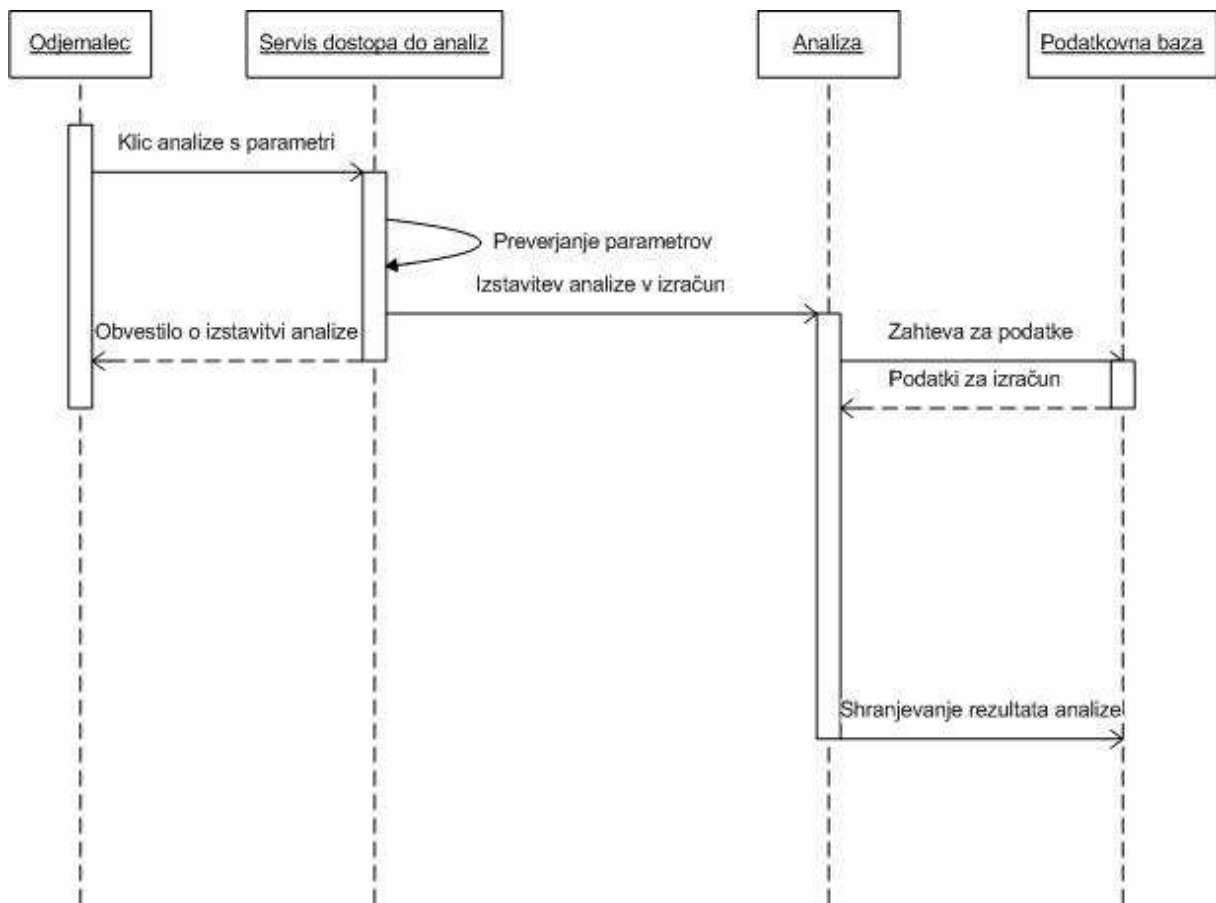 Odjemalec
Servis dostopa do analiz
Analiza
Podatkovna baza
Klic analize s parametri
Preverjanje parametrov
Izstavitev analize v izračun
Obvestilo o izstavitvi analize
Zahteva za podatke
Podatki za izračun
Shranjevanje rezultata analize